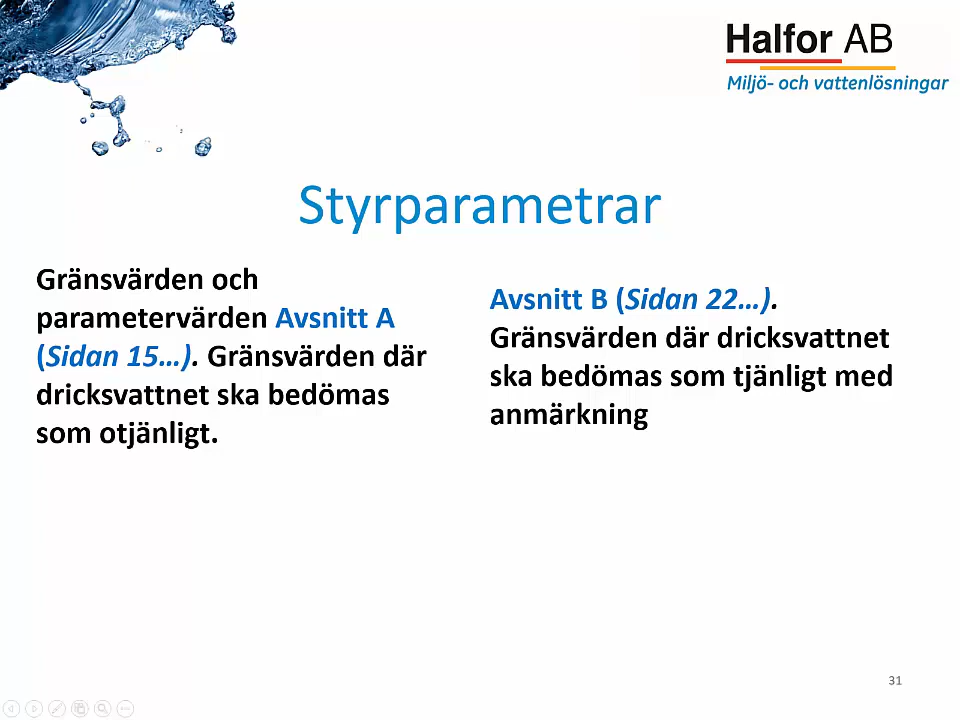 Halfor AB
Miljö- och vattenlösningar
Styrparametrar
Gränsvärden och
parametervärden Avsnitt A
(Sidan 15...). Gränsvärden där
dricksvattnet ska bedömas
som otjänligt.
Avsnitt B (Sidan 22...).
Gränsvärden där dricksvattnet
ska bedömas som tjänligt med
anmärkning
31